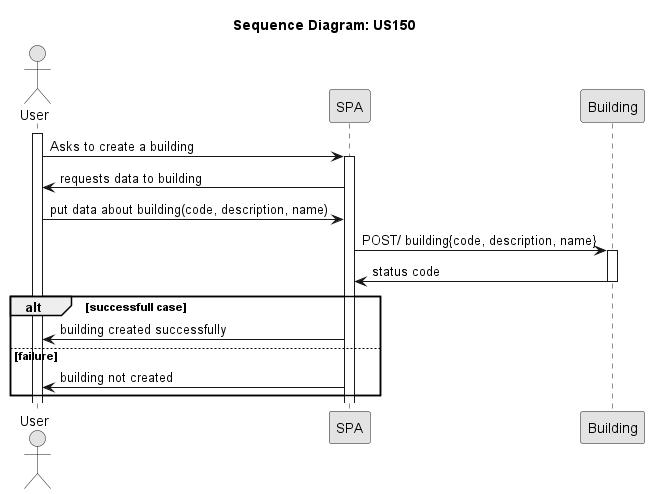 Sequence Diagram: US150
User
SPA
Building
Asks to create a building
requests data to building
put data about building(code, description, name)
POST/ building{code, description, name}
status code
alt [successfull case]
building created successfully
[failure]
building not created
User
SPA
Building